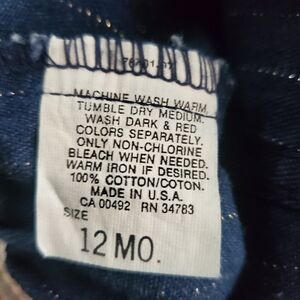 MACHINE WASH WARM.
TUMBLE DRY MEDIUM.
WASH DARK & RED
COLORS SEPARATELY.
ONLY NON-CHLORINE
BLEACH WHEN NEEDED.
WARM IRON IF DESIRED.
100% COTTON/COTON.
MADE IN U.S.A.
CA 00492 RN 34783
SIZE
12 MO.